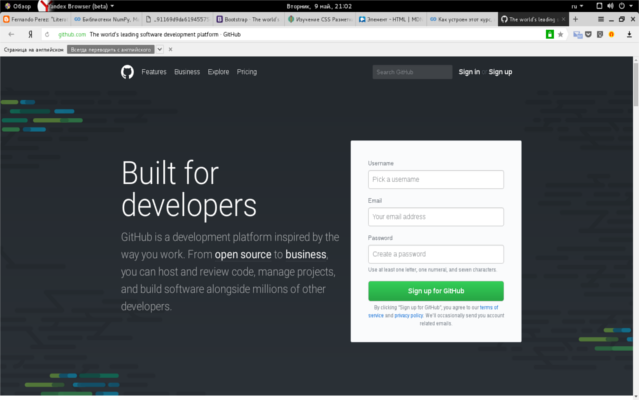 Обзор
Yandex Browser (beta)
Вторник, 9 май, 21:02
ru
Fernando Perez: "Literat
Библиотеки NumPy, M
Bootstrap · The world's
Изучение CSS-Размет
Элемент - HTML | MD
Как устроен этот курс
The world's leading s
github.com The world's leading software development platform · GitHub
Страница на английском
Всегда переводить с английского
Features Business Explore Pricing
Search GitHub
Sign in or Sign up
Built for
developers
GitHub is a development platform inspired by the
way you work. From open source to business,
you can host and review code, manage projects,
and build software alongside millions of other
developers.
Username
Pick a username
Email
Your email address
Password
Create a password
Use at least one letter, one numeral, and seven characters.
Sign up for GitHub
By clicking "Sign up for GitHub", you agree to our terms of
service and privacy policy. We'll occasionally send you account
related emails.